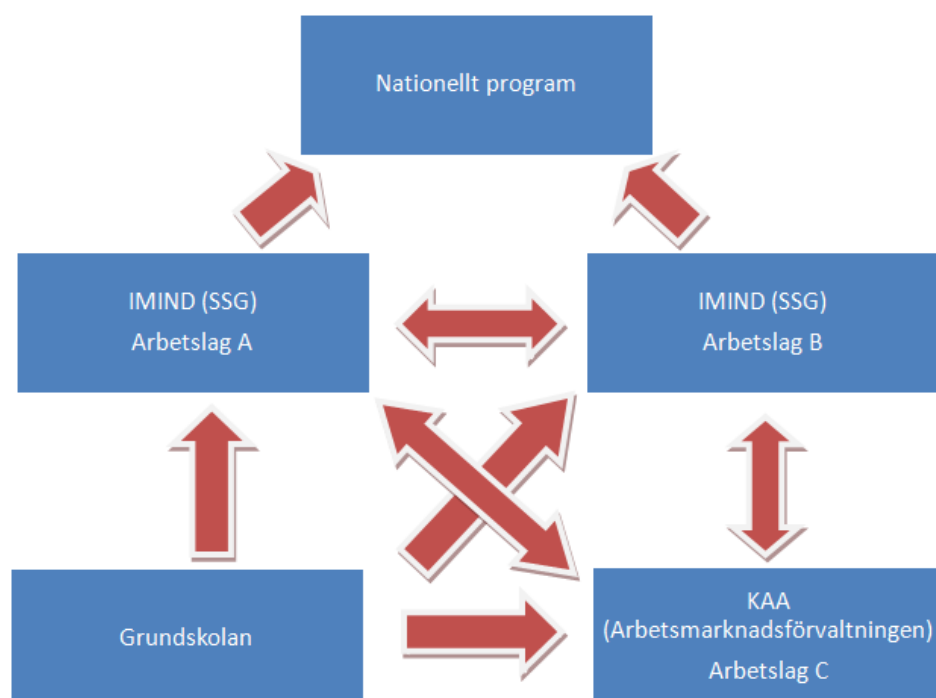 Nationellt program
IMIND (SSG)
Arbetslag A
IMIND (SSG)
Arbetslag B
Grundskolan
KAA
(Arbetsmarknadsförvaltningen)
Arbetslag C